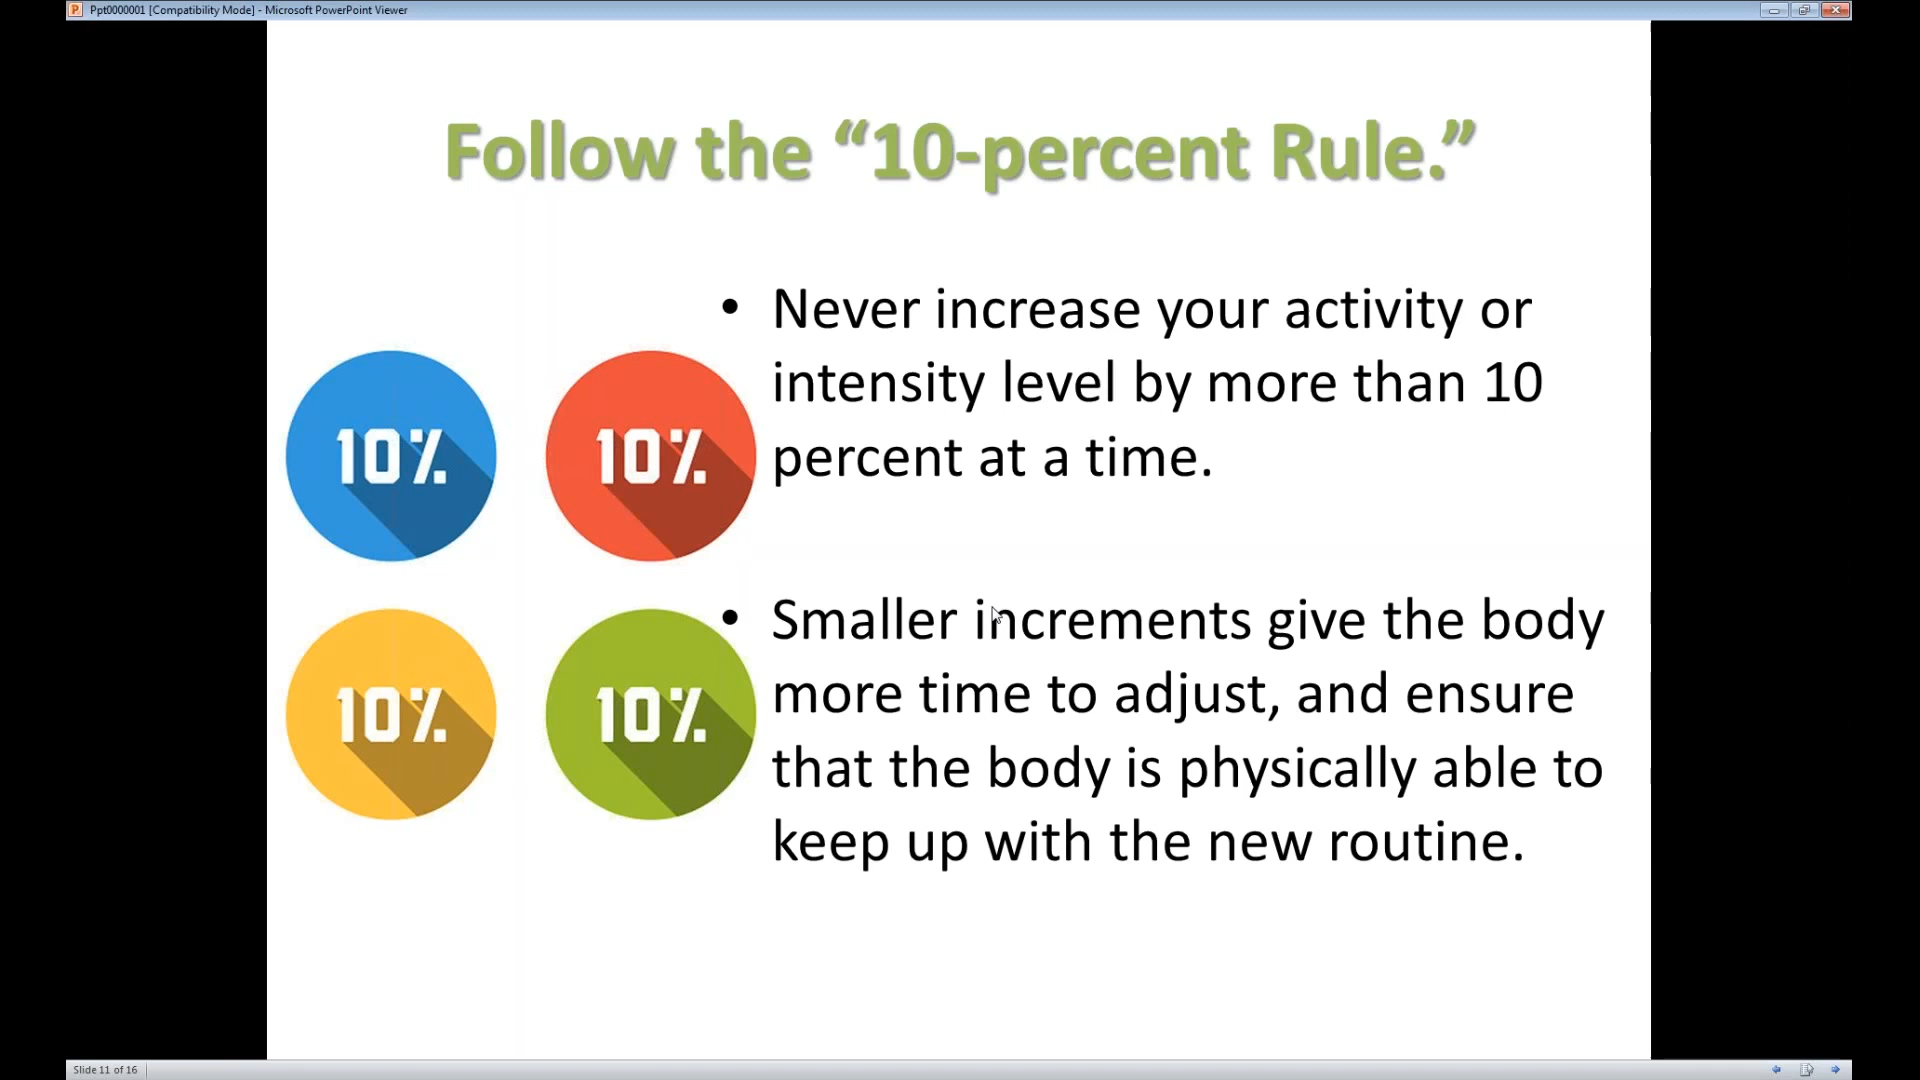 Ppt0000001 [Compatibility Mode] - Microsoft PowerPoint Viewer
Follow the “10-percent Rule.”
• Never increase your activity or
intensity level by more than 10
percent at a time.
10% 10%
• Smaller increments give the body
more time to adjust, and ensure
that the body is physically able to
keep up with the new routine.
10% 10%
Slide 11 of 16